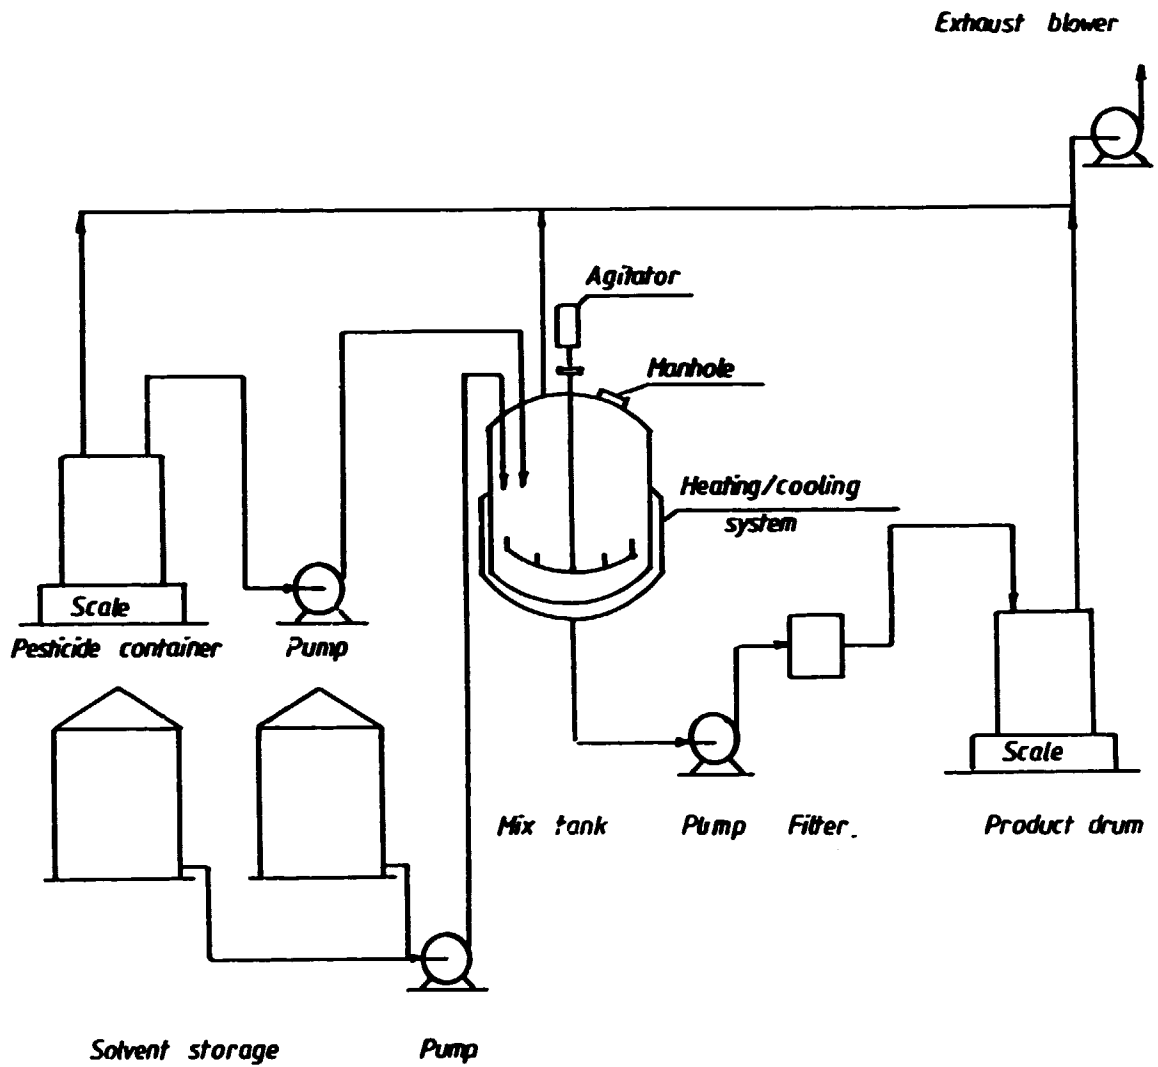 Exhaust blower
Agitator
Manhole
Heating/cooling
system
Scale
Pesticide container
Pump
Scale
Mix tank
Pump
Filter.
Product drum
Solvent storage
Pump